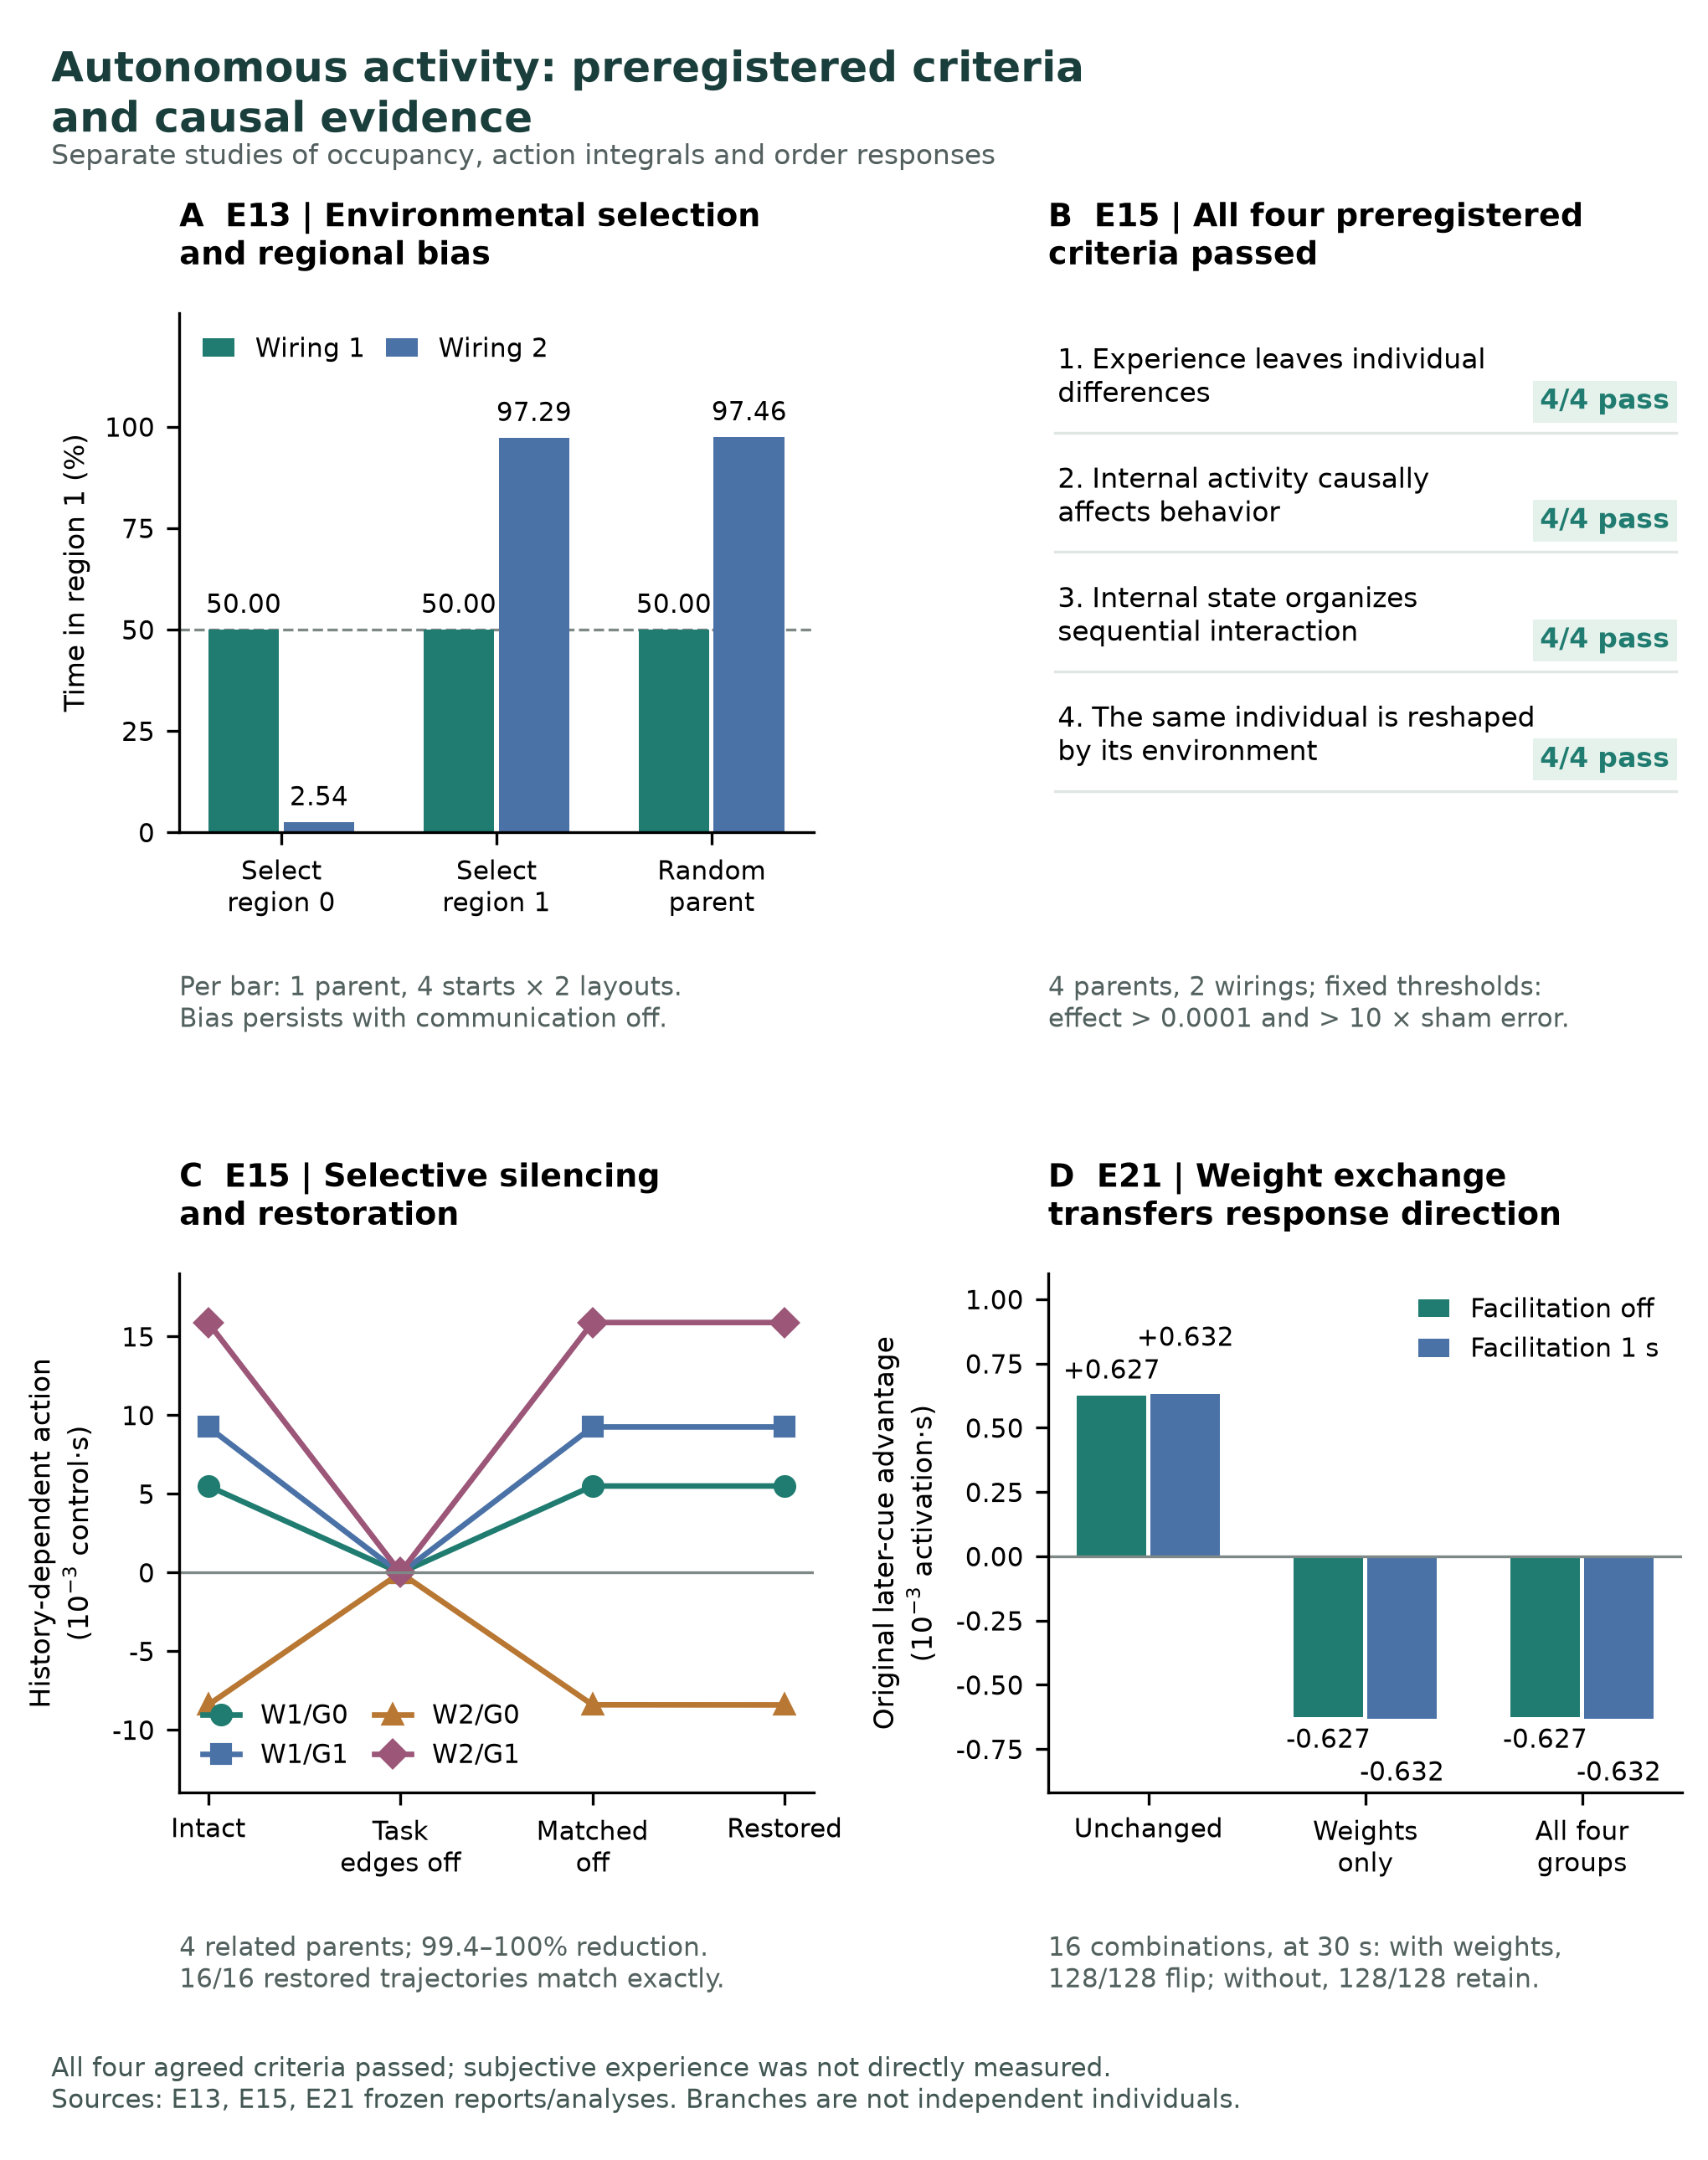 Autonomous activity: preregistered criteria
and causal evidence
Separate studies of occupancy, action integrals and order responses
A  E13 | Environmental selection
and regional bias
Wiring 1
Wiring 2
Time in region 1 (%)
100
75
50
25
0
50.00
2.54
50.00
97.29
50.00
97.46
Select
region 0
Select
region 1
Random
parent
Per bar: 1 parent, 4 starts × 2 layouts.
Bias persists with communication off.
B  E15 | All four preregistered
criteria passed
1. Experience leaves individual
differences
4/4 pass
2. Internal activity causally
affects behavior
4/4 pass
3. Internal state organizes
sequential interaction
4/4 pass
4. The same individual is reshaped
by its environment
4/4 pass
4 parents, 2 wirings; fixed thresholds:
effect > 0.0001 and > 10 × sham error.
C  E15 | Selective silencing
and restoration
History-dependent action
(10⁻³ control·s)
15
10
5
0
-5
-10
W1/G0
W2/G0
W1/G1
W2/G1
Intact
Task
edges off
Matched
off
Restored
4 related parents; 99.4–100% reduction.
16/16 restored trajectories match exactly.
D  E21 | Weight exchange
transfers response direction
Original later-cue advantage
(10⁻³ activation·s)
1.00
0.75
0.50
0.25
0.00
-0.25
-0.50
-0.75
Facilitation off
Facilitation 1 s
+0.627
+0.632
-0.627
-0.632
-0.627
-0.632
Unchanged
Weights
only
All four
groups
16 combinations, at 30 s: with weights,
128/128 flip; without, 128/128 retain.
All four agreed criteria passed; subjective experience was not directly measured.
Sources: E13, E15, E21 frozen reports/analyses. Branches are not independent individuals.